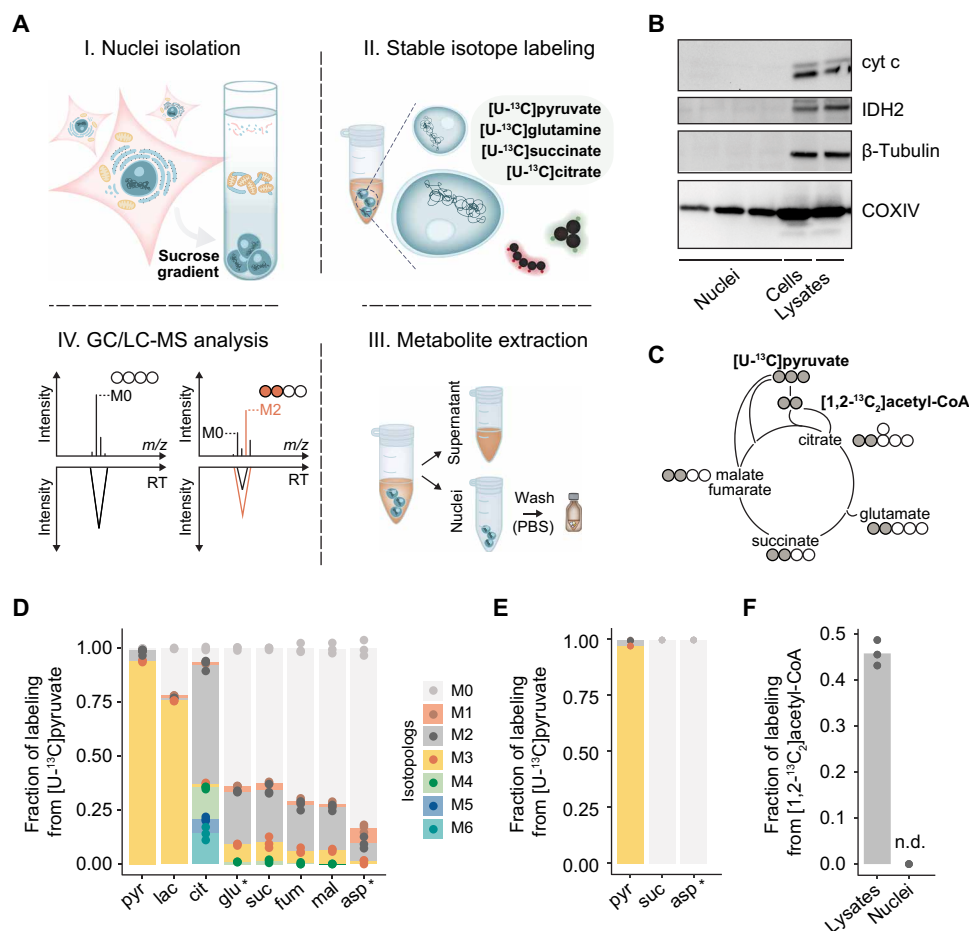 A
I. Nuclei isolation
Sucrose
gradient
II. Stable isotope labeling
[U-¹³C]pyruvate
[U-¹³C]glutamine
[U-¹³C]succinate
[U-¹³C]citrate
IV. GC/LC-MS analysis
Intensity
M0
m/z
RT
Intensity
Intensity
M2
M0
m/z
RT
Intensity
III. Metabolite extraction
Supernatant
Nuclei
Wash
(PBS)
B
cyt c
IDH2
β-Tubulin
COXIV
Nuclei
Cells
Lysates
C
[U-¹³C]pyruvate
[1,2-¹³C₂]acetyl-CoA
citrate
malate
fumarate
glutamate
succinate
D
Fraction of labeling
from [U-¹³C]pyruvate
1.00
0.75
0.50
0.25
0.00
pyr
lac
cit
glu*
suc
fum
mal
asp*
Isotopologs
M0
M1
M2
M3
M4
M5
M6
E
Fraction of labeling
from [U-¹³C]pyruvate
1.00
0.75
0.50
0.25
0.00
pyr
suc
asp*
F
Fraction of labeling
from [1,2-¹³C₂]acetyl-CoA
0.5
0.4
0.3
0.2
0.1
0.0
n.d.
Lysates
Nuclei